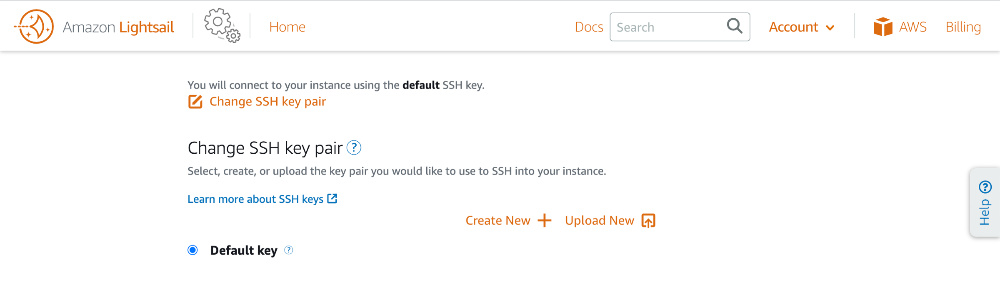 Amazon Lightsail Home Docs Search Account AWS Billing
You will connect to your instance using the default SSH key.
Change SSH key pair
Change SSH key pair ?
Select, create, or upload the key pair you would like to use to SSH into your instance.
Learn more about SSH keys
Create New Upload New
Default key ?
? Help